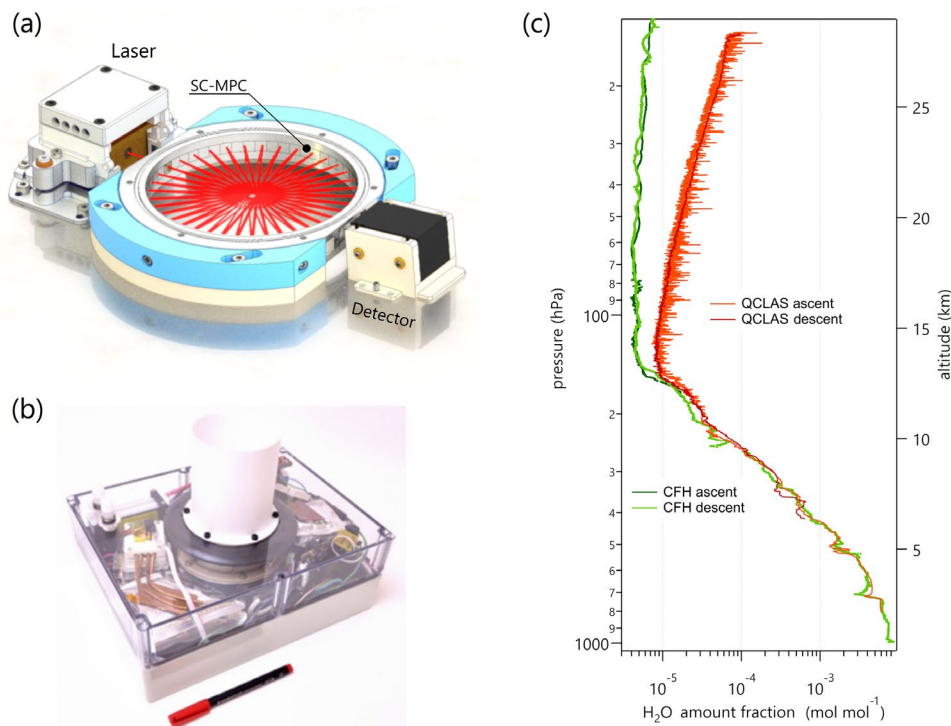 (a)
Laser
SC-MPC
Detector
(b)
(c)
pressure (hPa)
2
3
4
5
6
7
8
9
100
2
3
4
5
6
7
8
9
1000
QCLAS ascent
QCLAS descent
CFH ascent
CFH descent
25
20
15
10
5
altitude (km)
10⁻⁵
10⁻⁴
10⁻³
H₂O amount fraction (mol mol⁻¹)